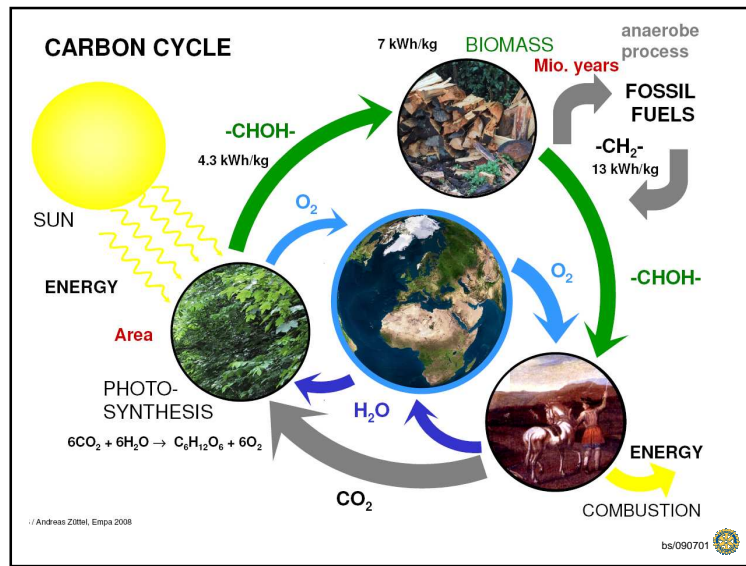 CARBON CYCLE
7 kWh/kg
BIOMASS
anaerobe
process
Mio. years
FOSSIL
FUELS
-CH₂-
13 kWh/kg
-CHOH-
4.3 kWh/kg
O₂
SUN
O₂
-CHOH-
ENERGY
Area
PHOTO-
SYNTHESIS
H₂O
6CO₂ + 6H₂O → C₆H₁₂O₆ + 6O₂
ENERGY
CO₂
COMBUSTION
/ Andreas Züttel, Empa 2008
bs/090701